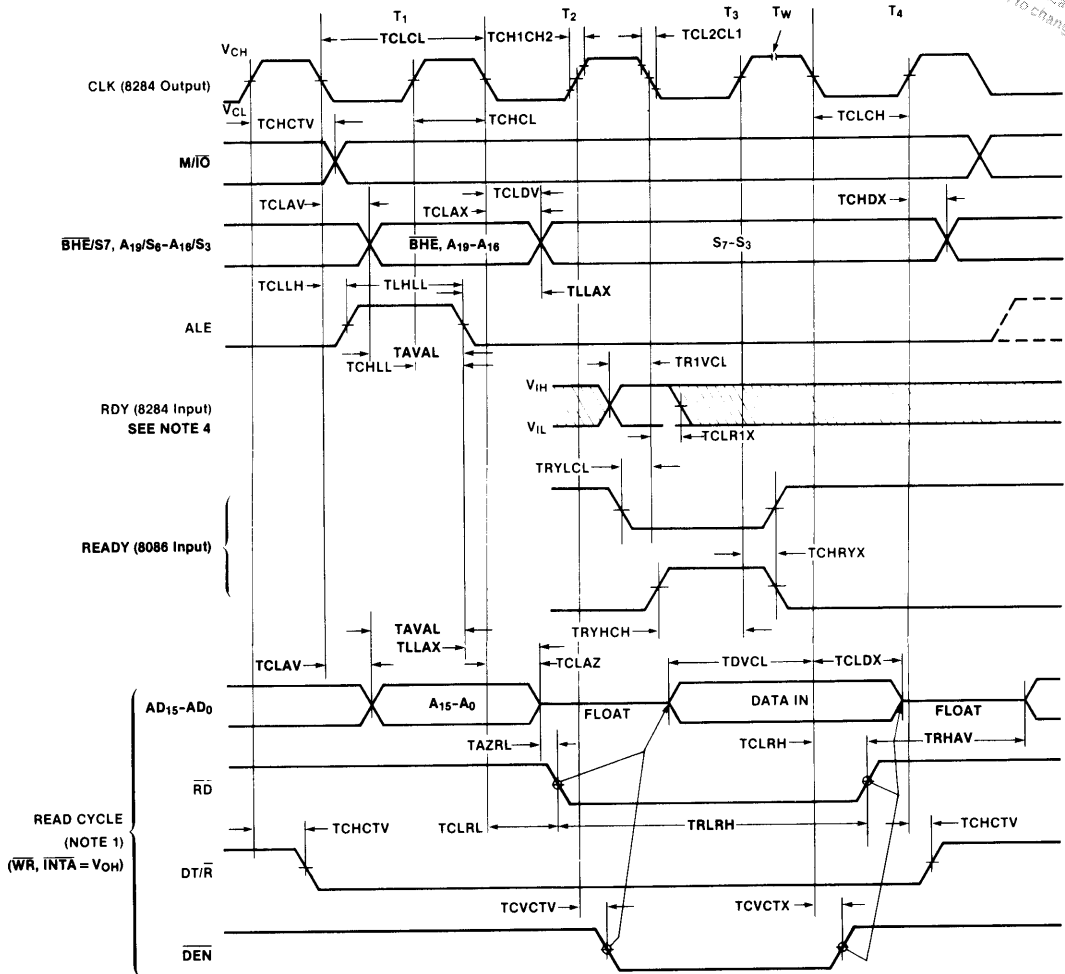 T1 T2 T3 TW T4
TCLCL TCH1CH2 TCL2CL1
VCH
CLK (8284 Output)
VCL
TCHCTV TCHCL TCLCH
M/IO
TCLDV
TCLAV TCLAX TCHDX
BHE/S7, A19/S6–A16/S3 BHE, A19–A16 S7–S3
TCLLH TLHLL TLLAX
ALE
TAVAL
TCHLL TR1VCL
VIH
RDY (8284 Input)
SEE NOTE 4
VIL
TCLR1X
TRYLCL
READY (8086 Input)
TCHRYX
TRYHCH
TAVAL
TLLAX
TCLAV TCLAZ TDVCL TCLDX
AD15–AD0 A15–A0 FLOAT DATA IN FLOAT
TAZRL TCLRH TRHAV
RD
READ CYCLE
(NOTE 1)
(WR, INTA = VOH)
TCHCTV TCLRL TRLRH TCHCTV
DT/R
TCVCTV TCVCTX
DEN